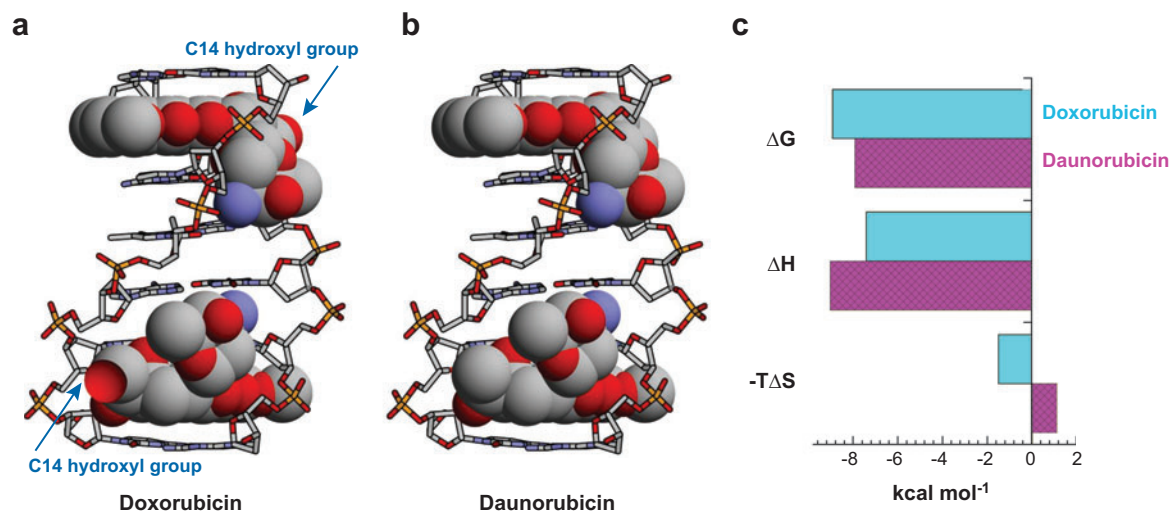 a
b
c
C14 hydroxyl group
C14 hydroxyl group
Doxorubicin
Daunorubicin
ΔG
ΔH
-TΔS
Doxorubicin
Daunorubicin
-8 -6 -4 -2 0 2
kcal mol-1